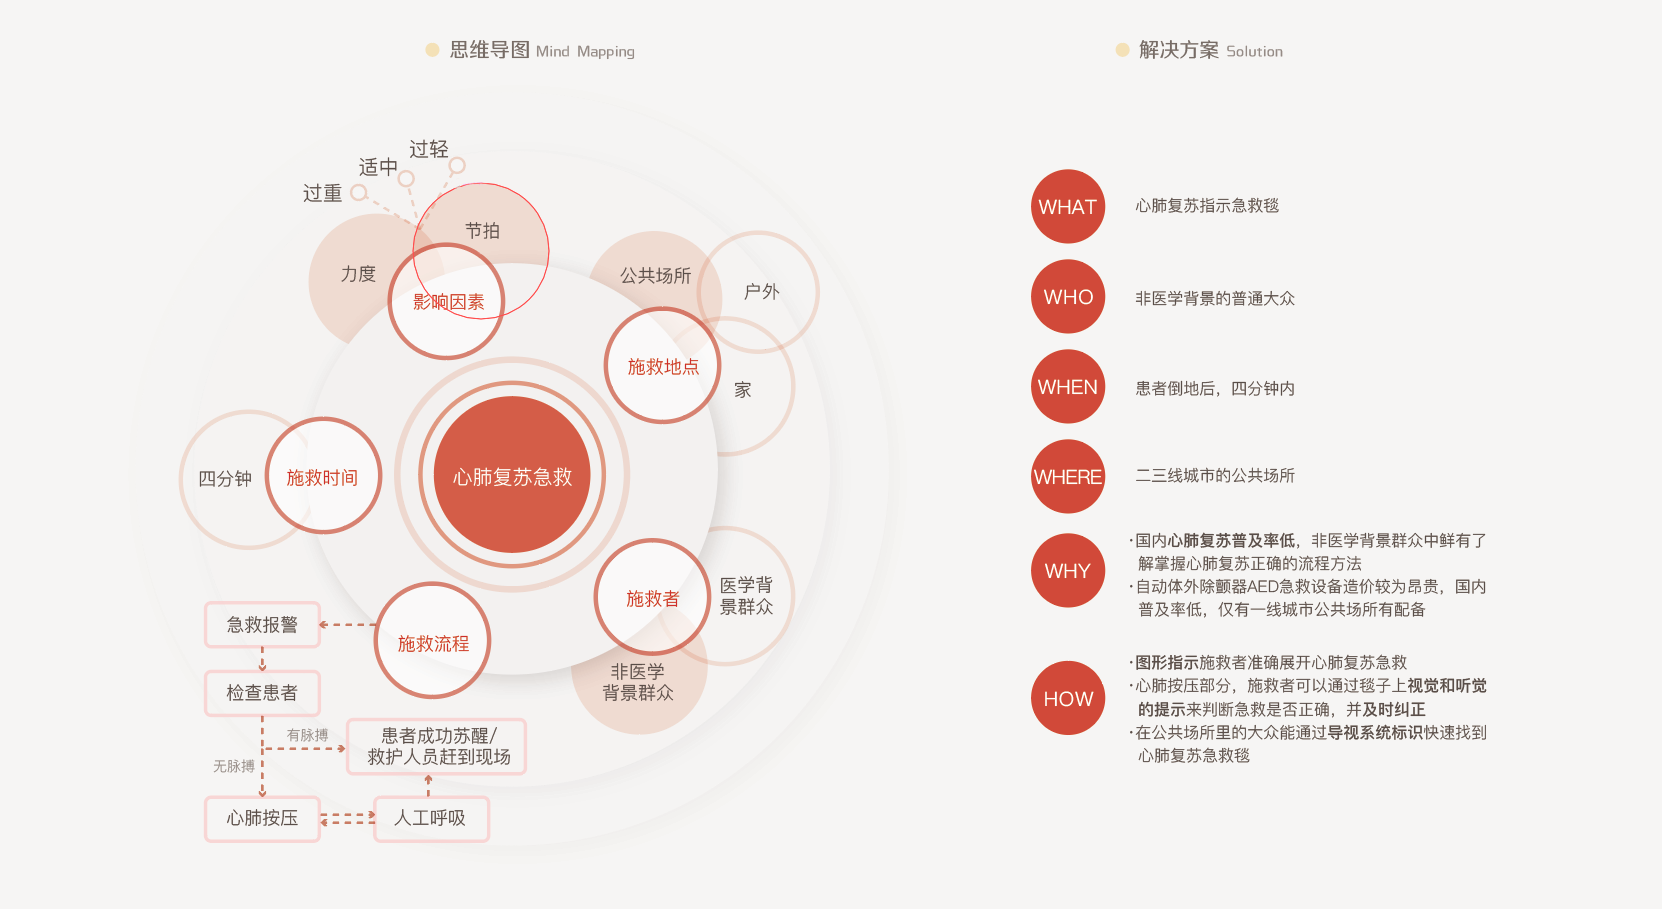 思维导图 Mind Mapping
过轻
适中
过重
节拍
力度
影响因素
公共场所
户外
施救地点
家
四分钟
施救时间
心肺复苏急救
医学背
景群众
施救者
非医学
背景群众
施救流程
急救报警
检查患者
有脉搏
无脉搏
患者成功苏醒/
救护人员赶到现场
心肺按压
人工呼吸
解决方案 Solution
WHAT
心肺复苏指示急救毯
WHO
非医学背景的普通大众
WHEN
患者倒地后，四分钟内
WHERE
二三线城市的公共场所
WHY
·国内心肺复苏普及率低，非医学背景群众中鲜有了
解掌握心肺复苏正确的流程方法
·自动体外除颤器AED急救设备造价较为昂贵，国内
普及率低，仅有一线城市公共场所有配备
HOW
·图形指示施救者准确展开心肺复苏急救
·心肺按压部分，施救者可以通过毯子上视觉和听觉
的提示来判断急救是否正确，并及时纠正
·在公共场所里的大众能通过导视系统标识快速找到
心肺复苏急救毯